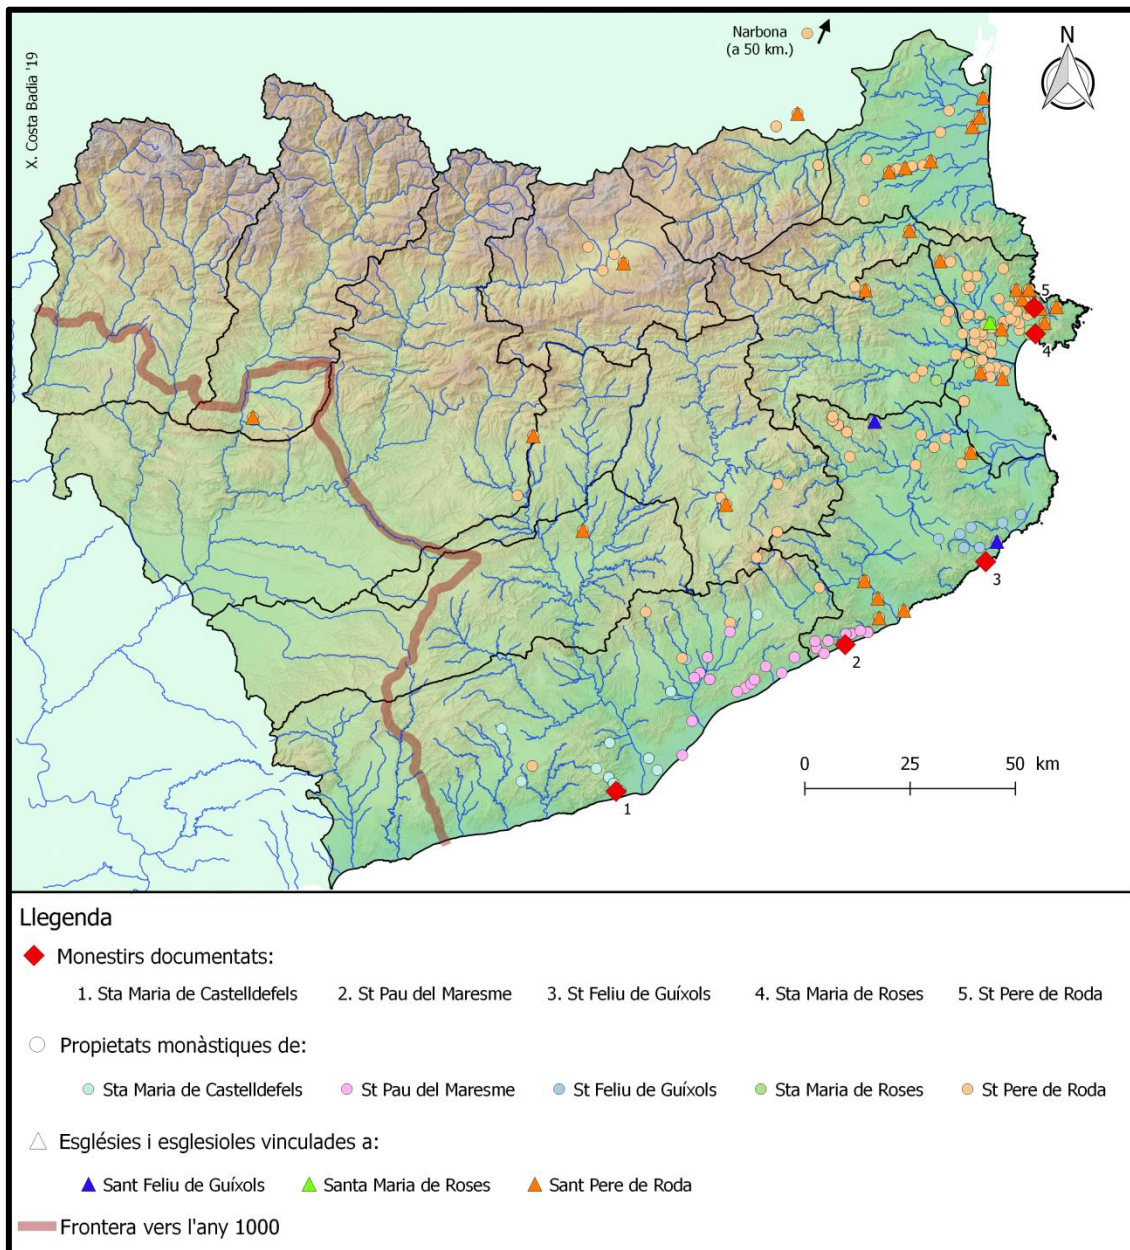 X. Costa Badia '19
Narbona
(a 50 km.)
N
5
4
3
2
1
0 25 50 km
Llegenda
Monestirs documentats:
1. Sta Maria de Castelldefels 2. St Pau del Maresme 3. St Feliu de Guíxols 4. Sta Maria de Roses 5. St Pere de Roda
Propietats monàstiques de:
Sta Maria de Castelldefels St Pau del Maresme St Feliu de Guíxols Sta Maria de Roses St Pere de Roda
Esglésies i esglesioles vinculades a:
Sant Feliu de Guíxols Santa Maria de Roses Sant Pere de Roda
Frontera vers l'any 1000